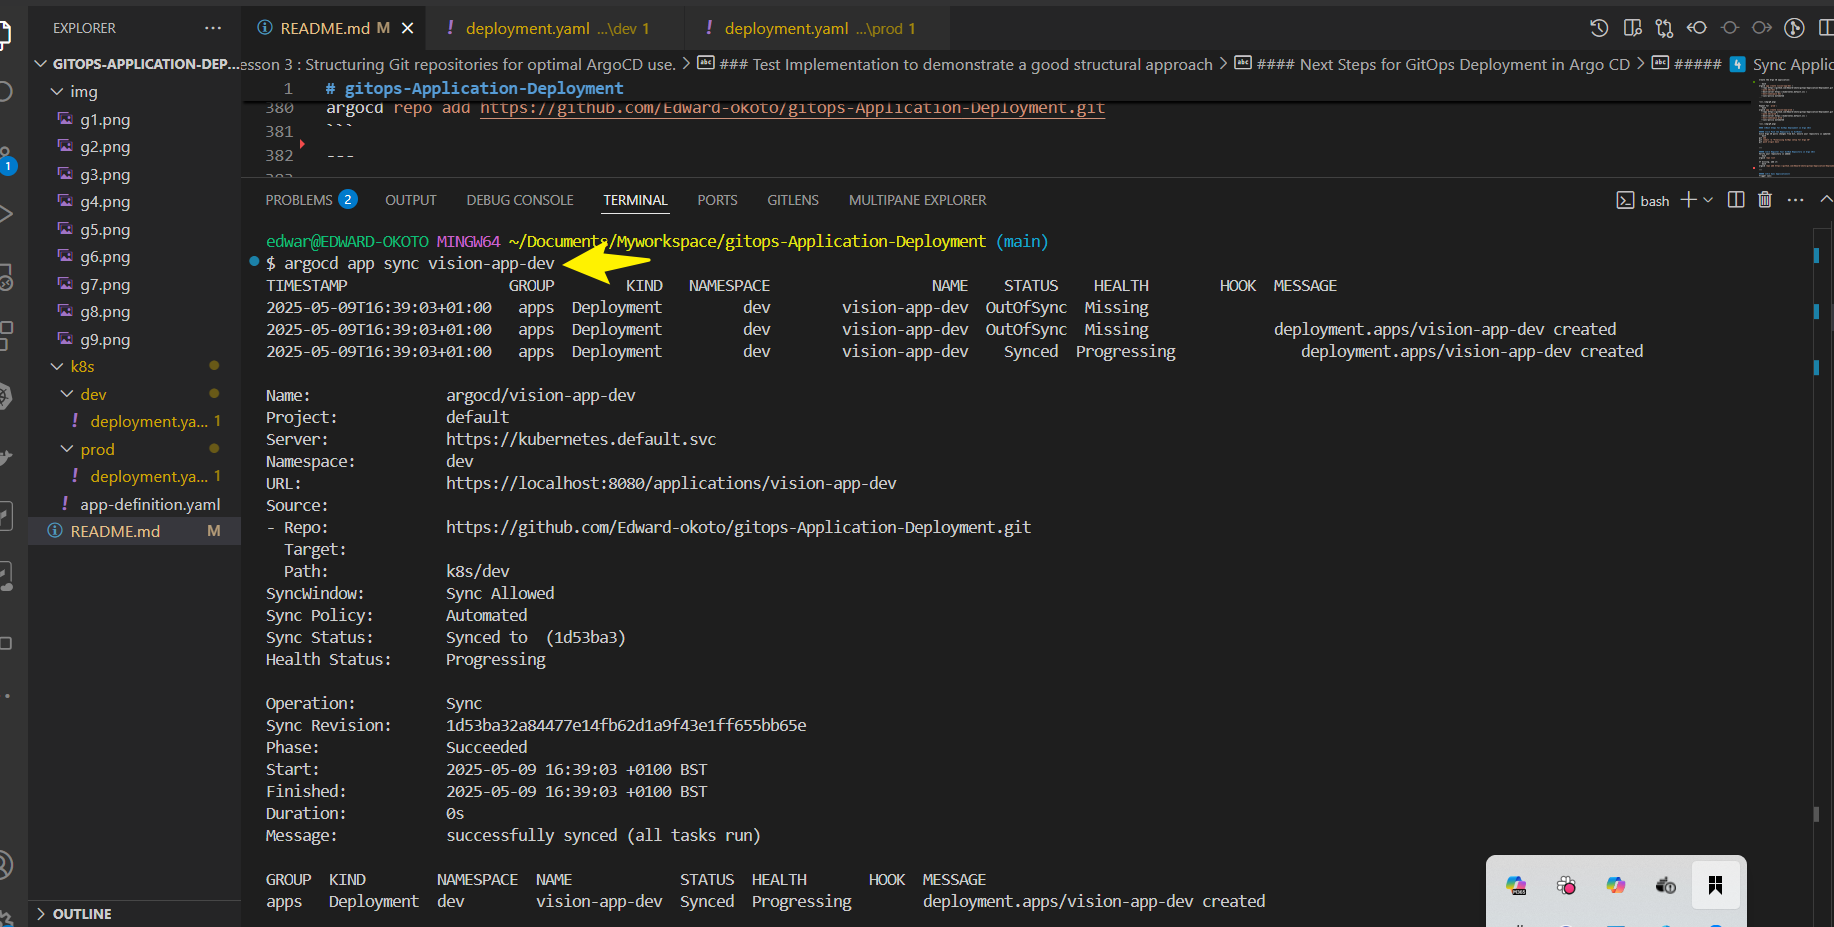 EXPLORER ...
README.md M
! deployment.yaml ...\dev 1
! deployment.yaml ...\prod 1
GITOPS-APPLICATION-DEP...
img
g1.png
g2.png
g3.png
g4.png
g5.png
g6.png
g7.png
g8.png
g9.png
k8s
dev
! deployment.ya... 1
prod
! deployment.ya... 1
! app-definition.yaml
README.md M
OUTLINE
1
esson 3 : Structuring Git repositories for optimal ArgoCD use. > ### Test Implementation to demonstrate a good structural approach > #### Next Steps for GitOps Deployment in Argo CD > ##### 4 Sync Applic
1 # gitops-Application-Deployment
380 argocd repo add https://github.com/Edward-okoto/gitops-Application-Deployment.git
381 ```
382 ---
PROBLEMS 2 OUTPUT DEBUG CONSOLE TERMINAL PORTS GITLENS MULTIPANE EXPLORER
bash
edwar@EDWARD-OKOTO MINGW64 ~/Documents/Myworkspace/gitops-Application-Deployment (main)
$ argocd app sync vision-app-dev
TIMESTAMP GROUP KIND NAMESPACE NAME STATUS HEALTH HOOK MESSAGE
2025-05-09T16:39:03+01:00 apps Deployment dev vision-app-dev OutOfSync Missing
2025-05-09T16:39:03+01:00 apps Deployment dev vision-app-dev OutOfSync Missing deployment.apps/vision-app-dev created
2025-05-09T16:39:03+01:00 apps Deployment dev vision-app-dev Synced Progressing deployment.apps/vision-app-dev created
Name: argocd/vision-app-dev
Project: default
Server: https://kubernetes.default.svc
Namespace: dev
URL: https://localhost:8080/applications/vision-app-dev
Source:
- Repo: https://github.com/Edward-okoto/gitops-Application-Deployment.git
Target:
Path: k8s/dev
SyncWindow: Sync Allowed
Sync Policy: Automated
Sync Status: Synced to (1d53ba3)
Health Status: Progressing
Operation: Sync
Sync Revision: 1d53ba32a84477e14fb62d1a9f43e1ff655bb65e
Phase: Succeeded
Start: 2025-05-09 16:39:03 +0100 BST
Finished: 2025-05-09 16:39:03 +0100 BST
Duration: 0s
Message: successfully synced (all tasks run)
GROUP KIND NAMESPACE NAME STATUS HEALTH HOOK MESSAGE
apps Deployment dev vision-app-dev Synced Progressing deployment.apps/vision-app-dev created